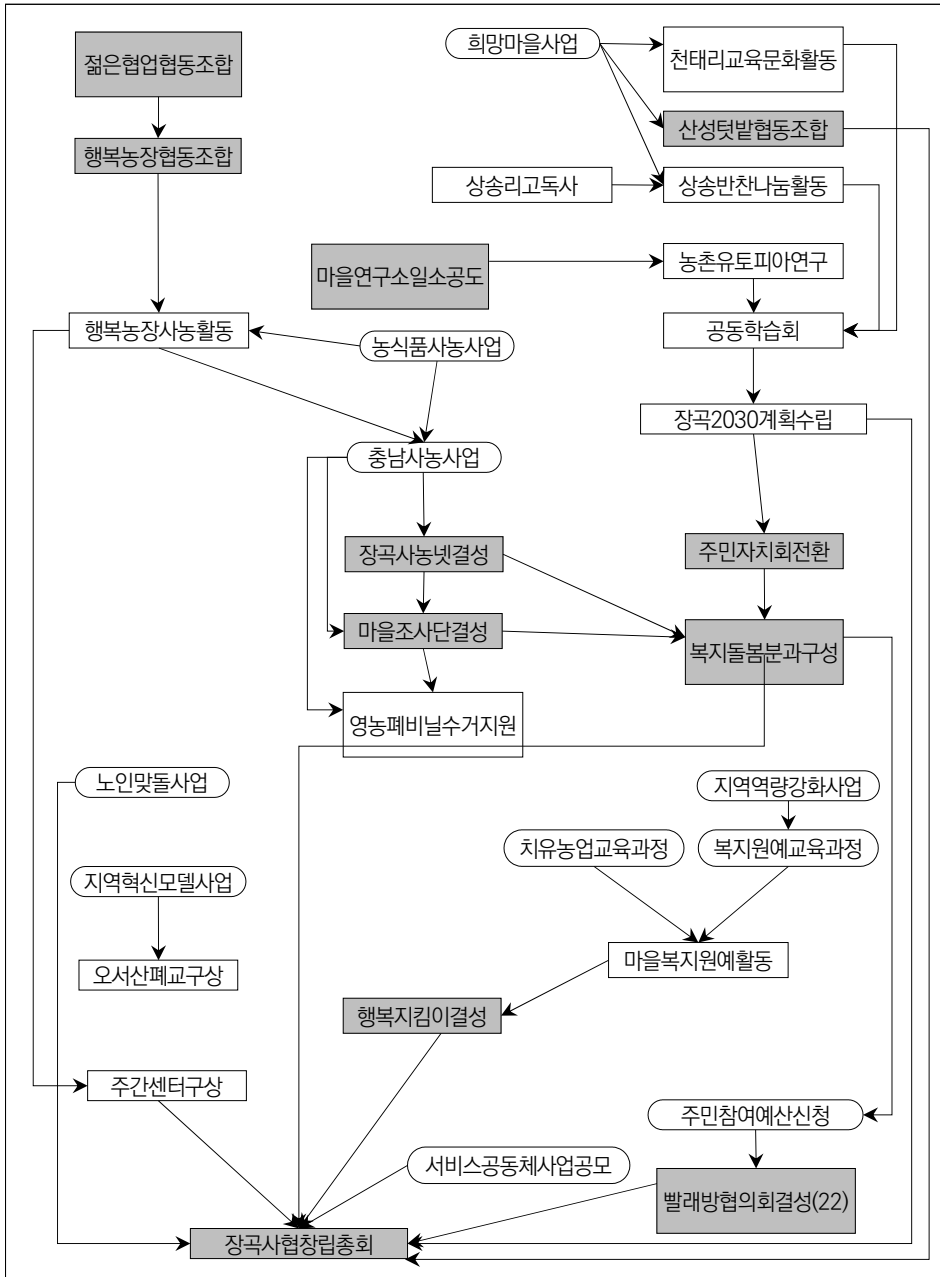 희망마을사업
젊은협업협동조합
천태리교육문화활동
산성텃밭협동조합
행복농장협동조합
상송리고독사
상송반찬나눔활동
마을연구소일소공도
농촌유토피아연구
행복농장사농활동
공동학습회
농식품사농사업
장곡2030계획수립
충남사농사업
장곡사농넷결성
주민자치회전환
마을조사단결성
복지돌봄분과구성
영농폐비닐수거지원
노인맞돌사업
지역역량강화사업
치유농업교육과정
복지원예교육과정
지역혁신모델사업
마을복지원예활동
오서산폐교구상
행복지킴이결성
주간센터구상
주민참여예산신청
서비스공동체사업공모
빨래방협의회결성(22)
장곡사협창립총회